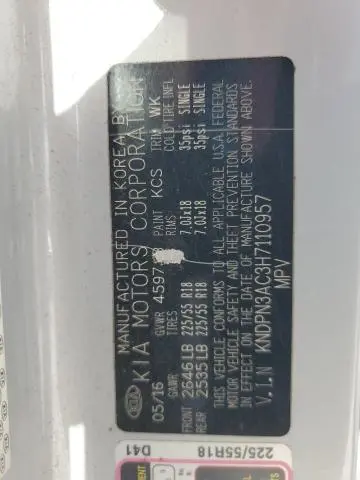 MANUFACTURED IN KOREA B
KIA MOTORS CORPORATION
05/16 GVWR 4597 PAINT KCS TRIM WK
GAWR TIRES RIMS COLD TIRE INFL
FRONT 2646LB 225/55 R18 7.0Jx18 35psi SINGLE
REAR 2535LB 225/55 R18 7.0Jx18 35psi SINGLE
THIS VEHICLE CONFORMS TO ALL APPLICABLE U.S.A. FEDERAL
MOTOR VEHICLE SAFETY AND THEFT PREVENTION STANDARDS
IN EFFECT ON THE DATE OF MANUFACTURE SHOWN ABOVE.
V.I.N KNDPN3AC3H7110957
MPV
KIA
225/55R18
D41